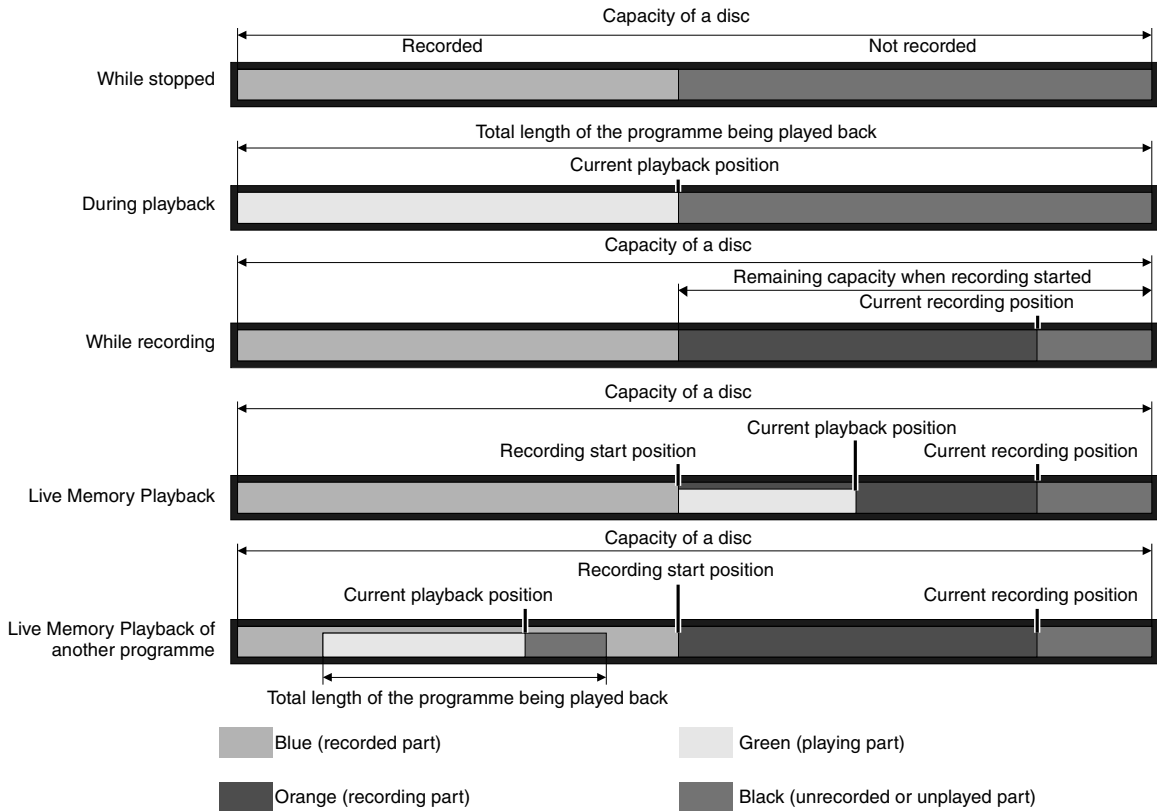 Capacity of a disc
Recorded
Not recorded
While stopped
Total length of the programme being played back
Current playback position
During playback
Capacity of a disc
Remaining capacity when recording started
Current recording position
While recording
Capacity of a disc
Current playback position
Recording start position
Current recording position
Live Memory Playback
Capacity of a disc
Recording start position
Current playback position
Current recording position
Live Memory Playback of
another programme
Total length of the programme being played back
Blue (recorded part)
Green (playing part)
Orange (recording part)
Black (unrecorded or unplayed part)